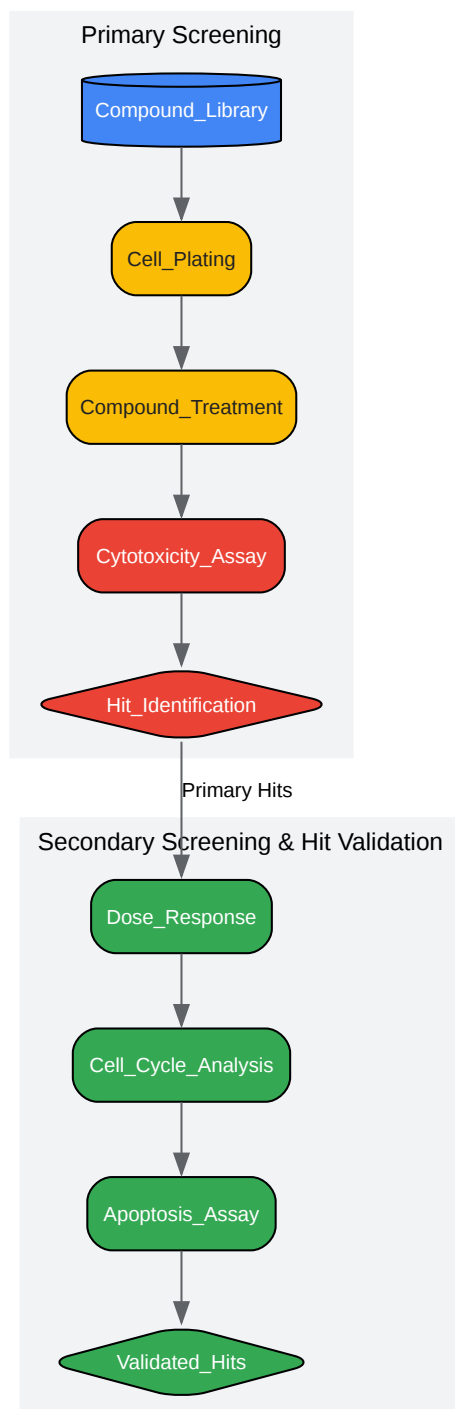 Primary Screening
Compound_Library
Cell_Plating
Compound_Treatment
Cytotoxicity_Assay
Hit_Identification
Primary Hits
Secondary Screening & Hit Validation
Dose_Response
Cell_Cycle_Analysis
Apoptosis_Assay
Validated_Hits